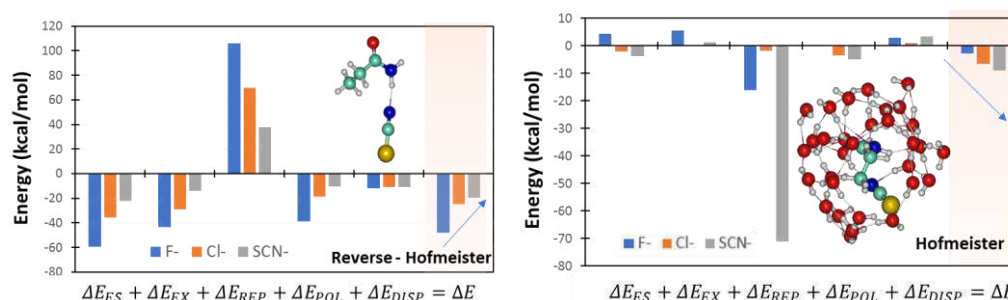 Energy (kcal/mol)
120
100
80
60
40
20
0
-20
-40
-60
-80
F- Cl- SCN-
Reverse - Hofmeister
ΔE_ES + ΔE_EX + ΔE_REP + ΔE_POL + ΔE_DISP = ΔE
Energy (kcal/mol)
10
0
-10
-20
-30
-40
-50
-60
-70
-80
F- Cl- SCN-
Hofmeister
ΔE_ES + ΔE_EX + ΔE_REP + ΔE_POL + ΔE_DISP = Δ